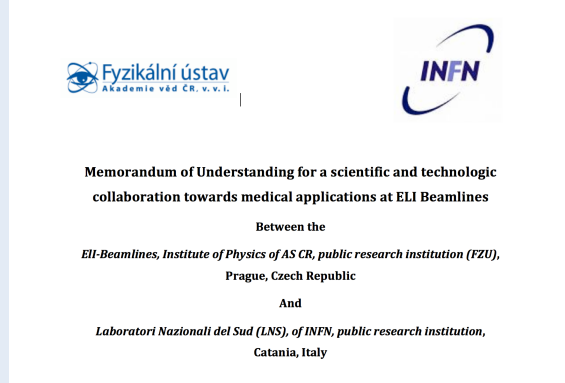 Fyzikální ústav
Akademie věd ČR, v. v. i.
INFN
Memorandum of Understanding for a scientific and technologic
collaboration towards medical applications at ELI Beamlines
Between the
ElI-Beamlines, Institute of Physics of AS CR, public research institution (FZU),
Prague, Czech Republic
And
Laboratori Nazionali del Sud (LNS), of INFN, public research institution,
Catania, Italy